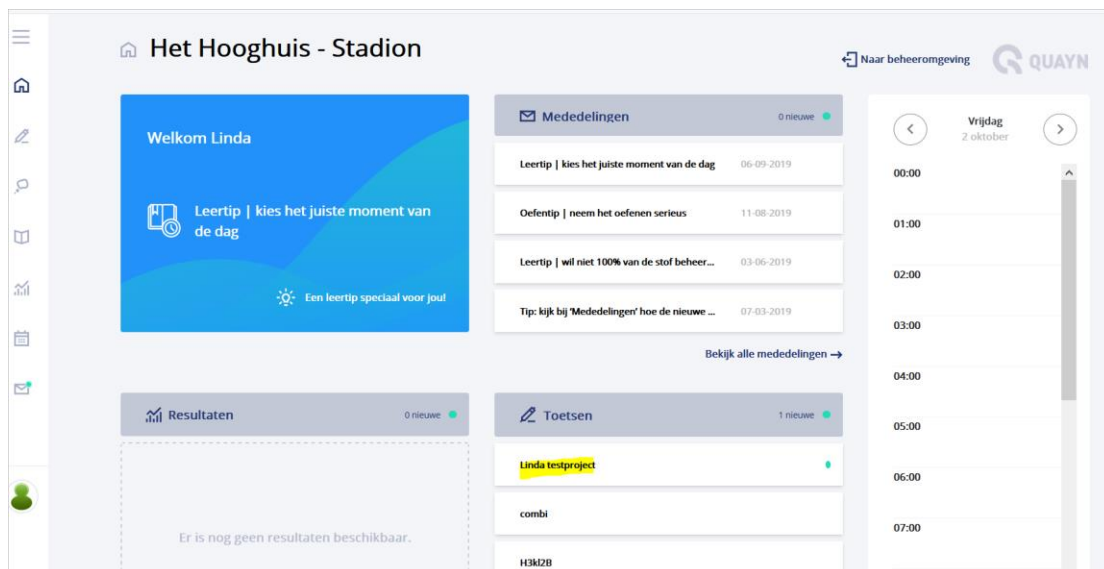 Het Hooghuis - Stadion
Naar beheeromgeving
QUAYN
Welkom Linda
Leertip | kies het juiste moment van
de dag
Een leertip speciaal voor jou!
Mededelingen
0 nieuwe
Leertip | kies het juiste moment van de dag 06-09-2019
Oefentip | neem het oefenen serieus 11-08-2019
Leertip | wil niet 100% van de stof beheer... 03-06-2019
Tip: kijk bij 'Mededelingen' hoe de nieuwe ... 07-03-2019
Bekijk alle mededelingen →
Resultaten
0 nieuwe
Er is nog geen resultaten beschikbaar.
Toetsen
1 nieuwe
Linda testproject
combi
H3kl2B
Vrijdag
2 oktober
00:00
01:00
02:00
03:00
04:00
05:00
06:00
07:00